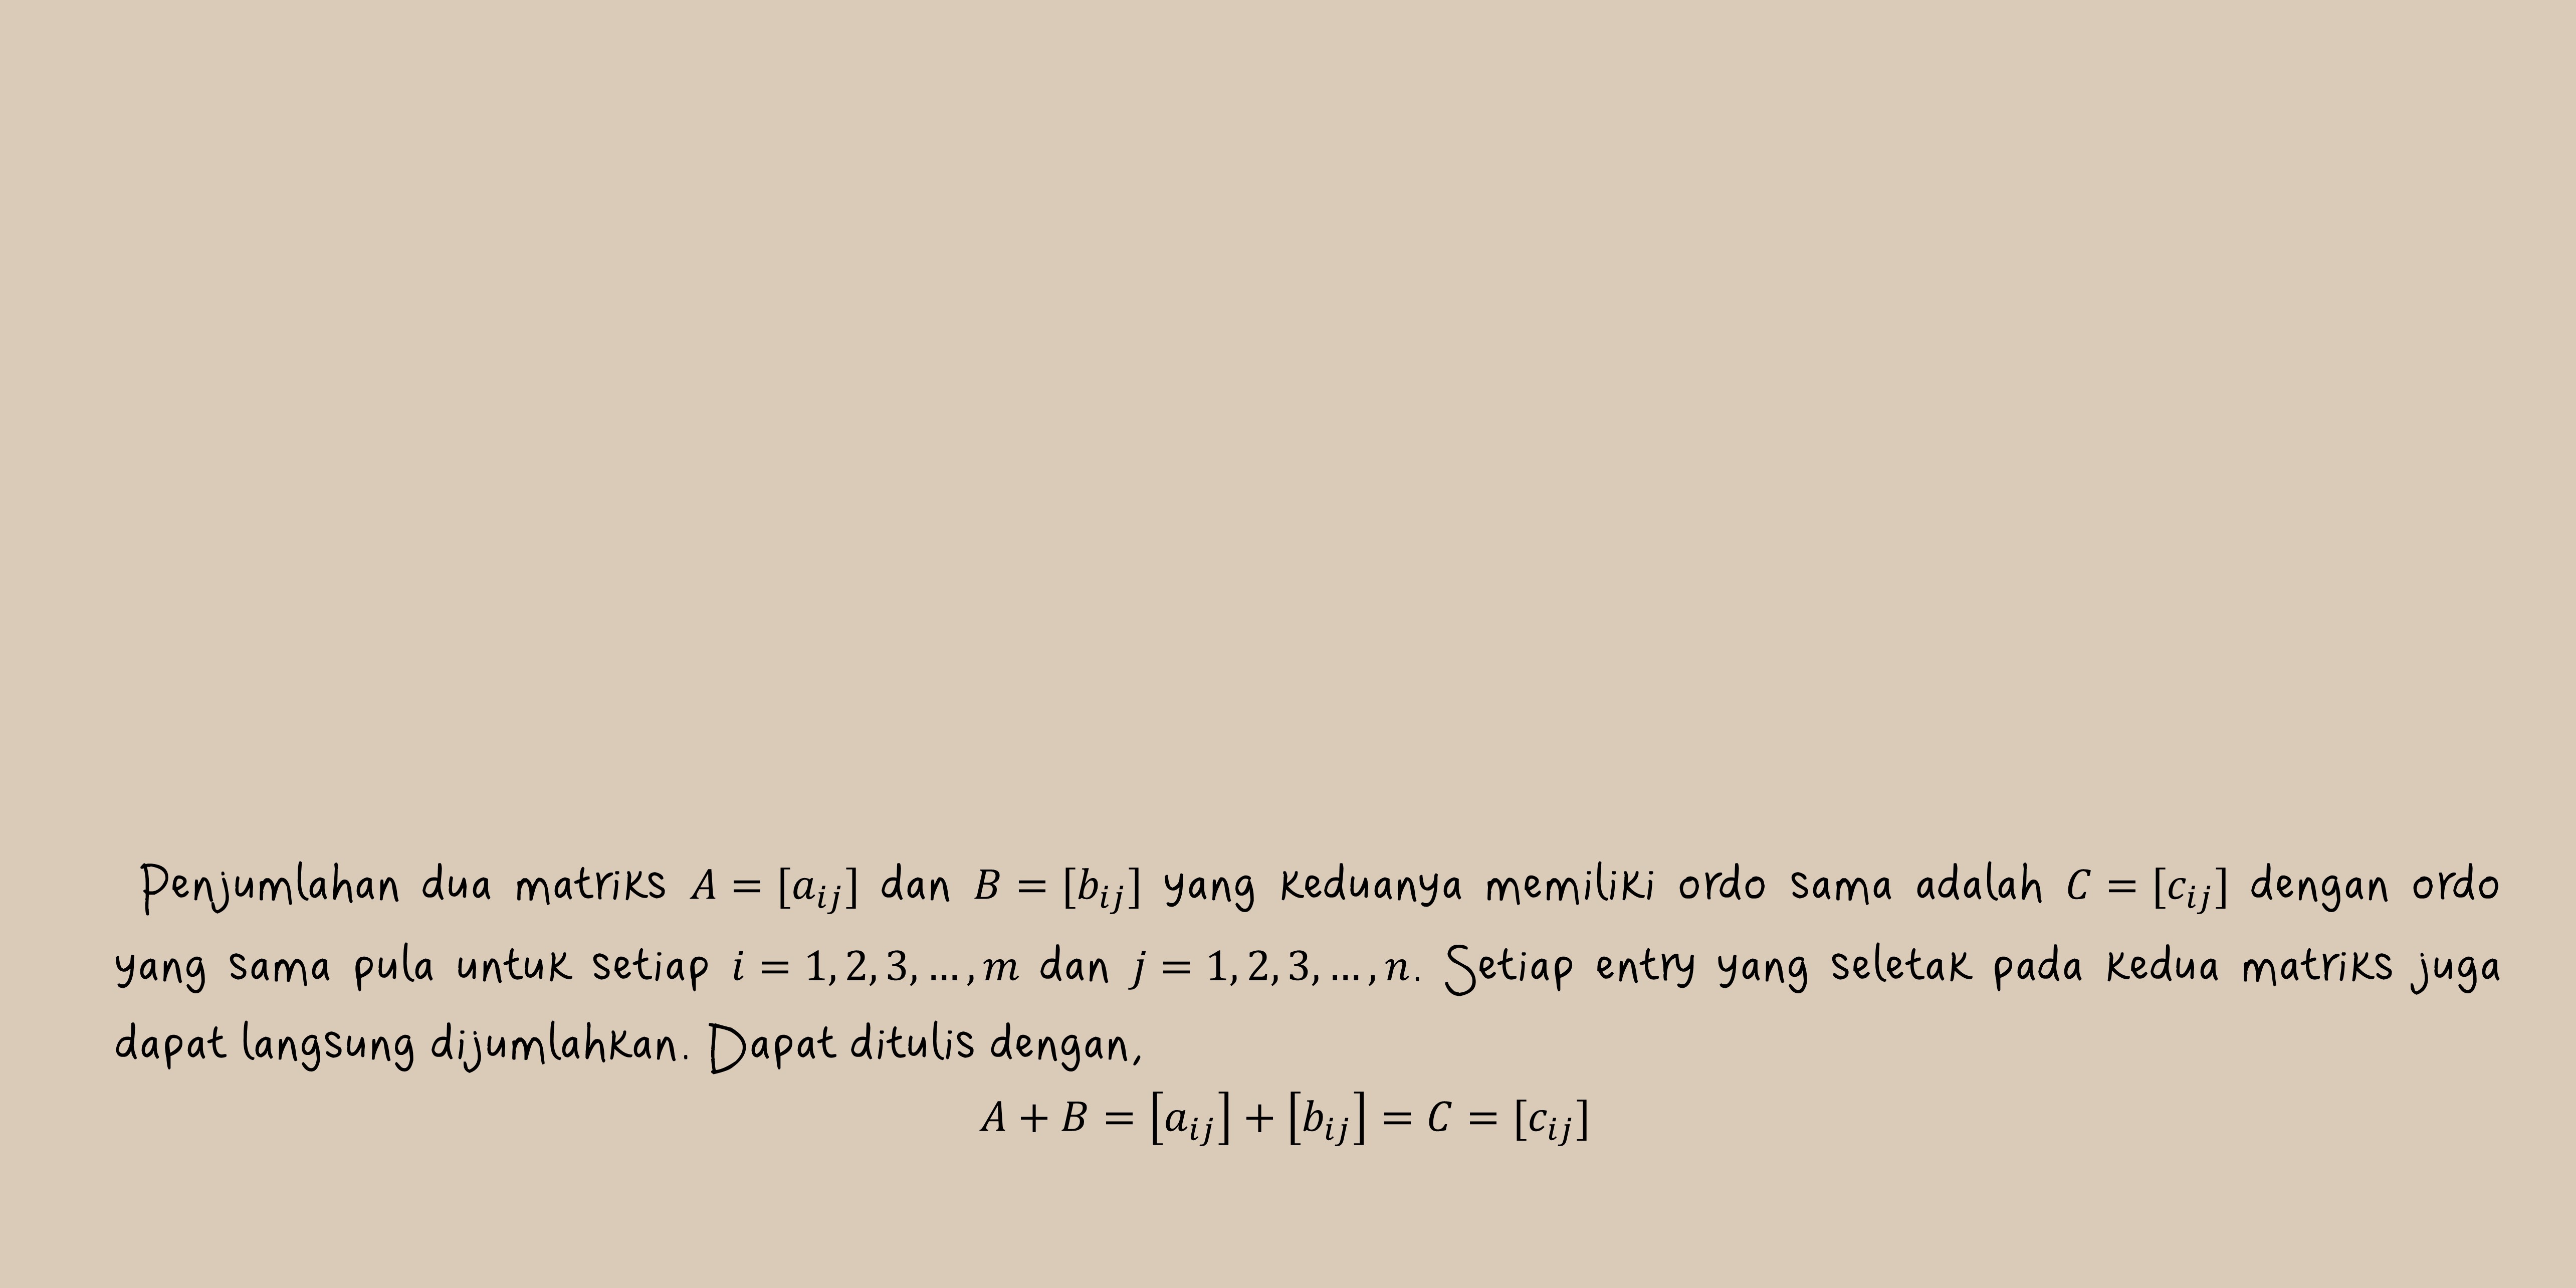 Penjumlahan dua matriks A = [a_{ij}] dan B = [b_{ij}] yang keduanya memiliki ordo sama adalah C = [c_{ij}] dengan ordo
yang sama pula untuk setiap i = 1, 2, 3, … , m dan j = 1, 2, 3, … , n. Setiap entry yang seletak pada kedua matriks juga
dapat langsung dijumlahkan. Dapat ditulis dengan,
A + B = [a_{ij}] + [b_{ij}] = C = [c_{ij}]